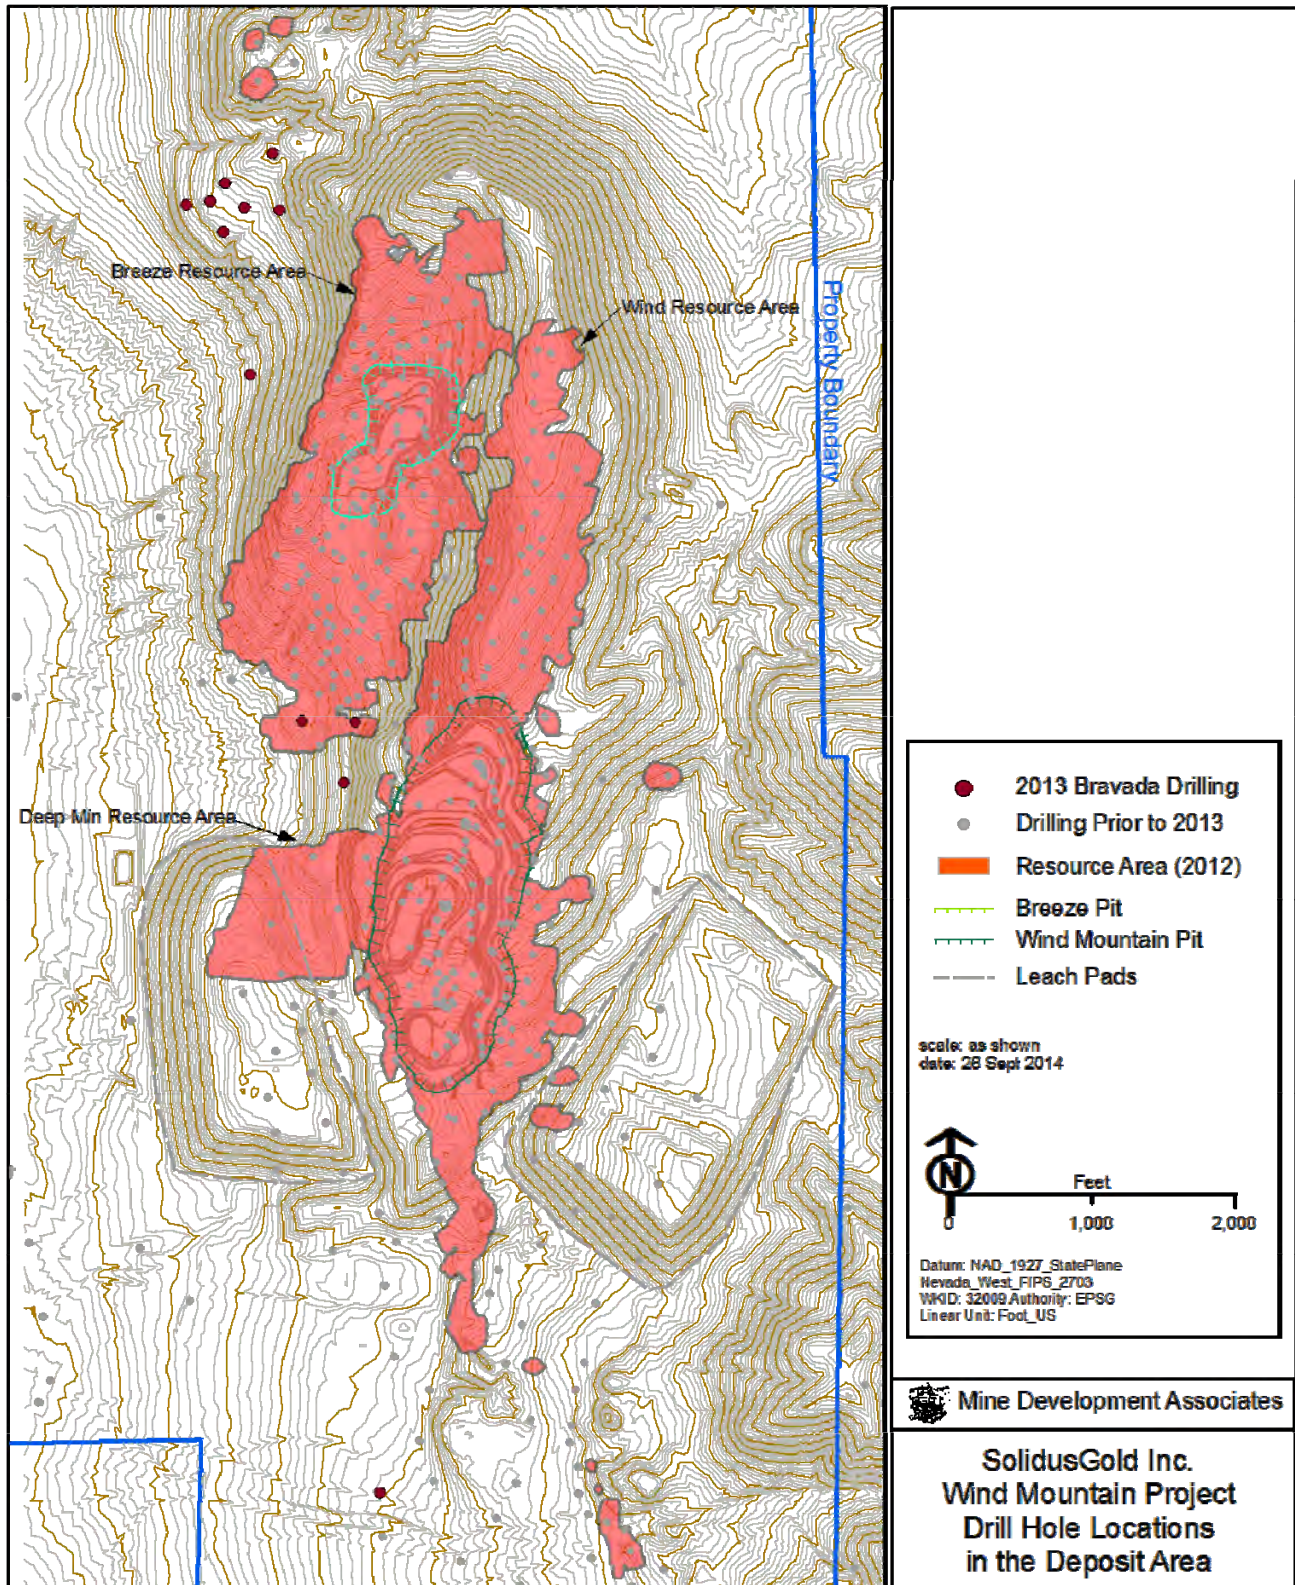 Breeze Resource Area
Wind Resource Area
Property Boundary
Deep Min Resource Area
2013 Bravada Drilling
Drilling Prior to 2013
Resource Area (2012)
Breeze Pit
Wind Mountain Pit
Leach Pads
scale: as shown
date: 28 Sept 2014
N
Feet
0 1,000 2,000
Datum: NAD_1927_StatePlane
Nevada_West_FIPS_2703
WKID: 32009 Authority: EPSG
Linear Unit: Foot_US
Mine Development Associates
SolidusGold Inc.
Wind Mountain Project
Drill Hole Locations
in the Deposit Area